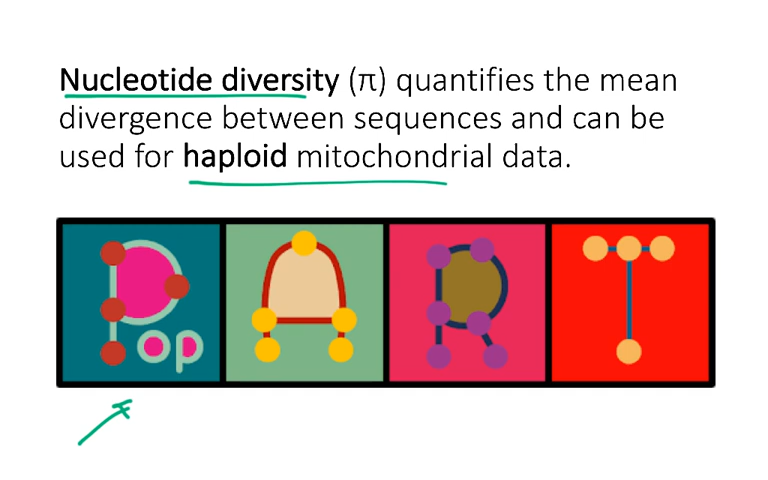 Nucleotide diversity (π) quantifies the mean
divergence between sequences and can be
used for haploid mitochondrial data.
Pop A R T